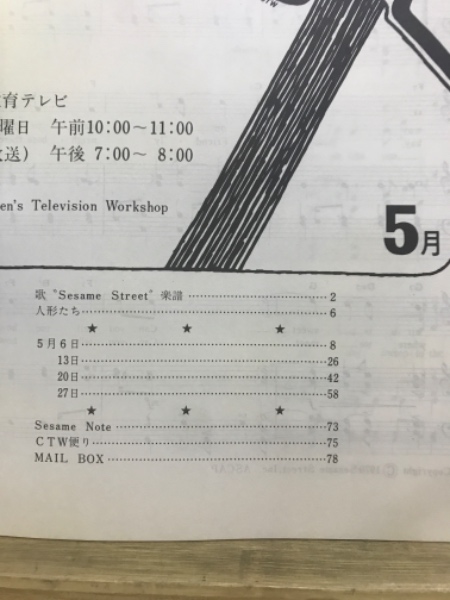 育テレビ
曜日 午前10:00〜11:00
送) 午後 7:00〜 8:00
en's Television Workshop
5月
歌〝Sesame Street〟楽譜 2
人形たち 6
★ ★ ★
5月6日 8
13日 26
20日 42
27日 58
★ ★ ★
Sesame Note 73
CTW便り 75
MAIL BOX 78